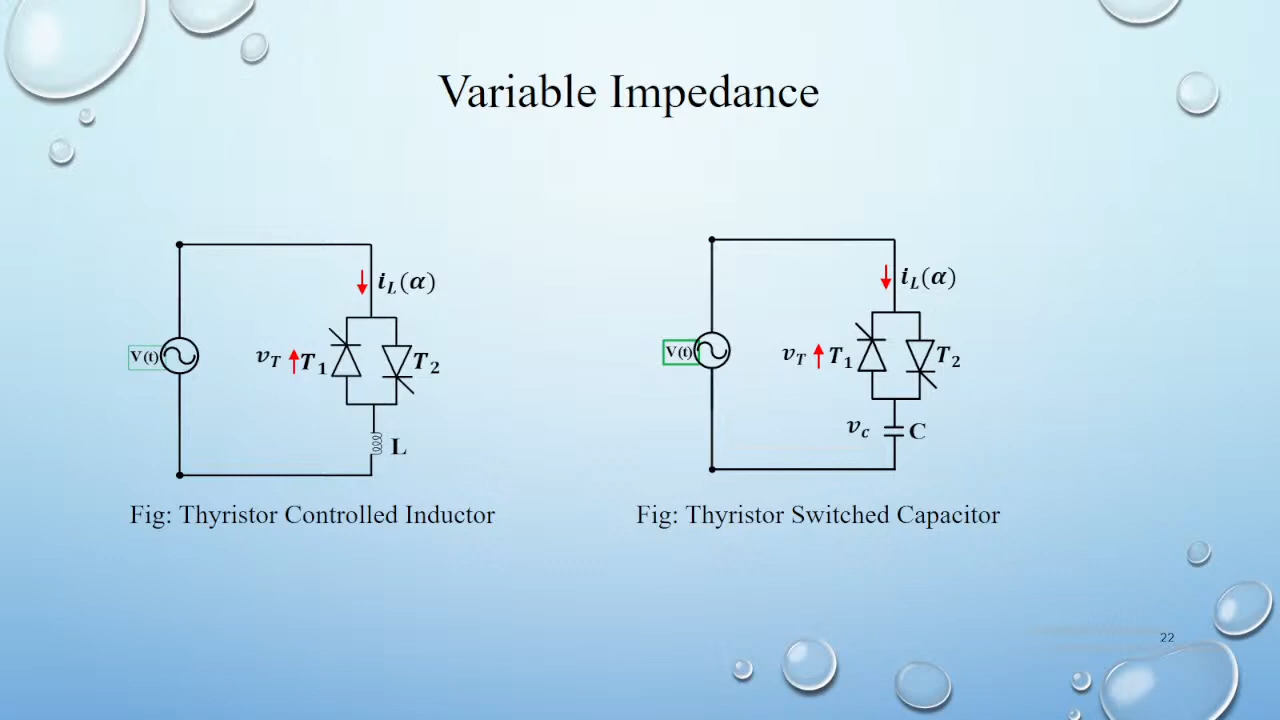 Variable Impedance
i_L(α)
V(t)
v_T
T_1
T_2
L
Fig: Thyristor Controlled Inductor
i_L(α)
V(t)
v_T
T_1
T_2
v_c
C
Fig: Thyristor Switched Capacitor
22